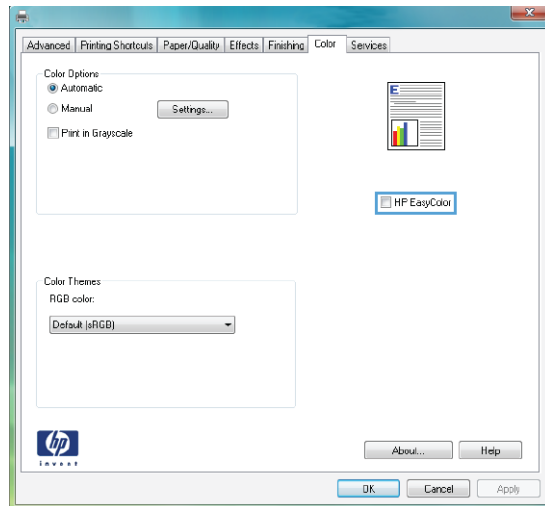 Advanced Printing Shortcuts Paper/Quality Effects Finishing Color Services
Color Options
Automatic
Manual
Settings...
Print in Grayscale
E
HP EasyColor
Color Themes
RGB color:
Default (sRGB)
hp
invent
About...
Help
OK
Cancel
Apply